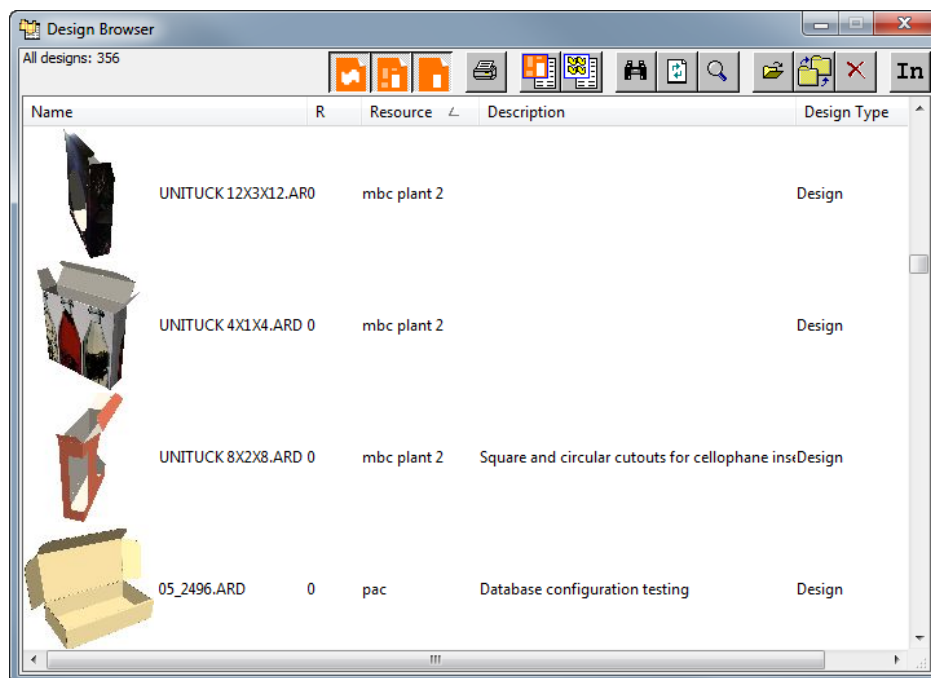 Design Browser
All designs: 356
In
Name R Resource Description Design Type
UNITUCK 12X3X12.AR0 mbc plant 2 Design
UNITUCK 4X1X4.ARD 0 mbc plant 2 Design
UNITUCK 8X2X8.ARD 0 mbc plant 2 Square and circular cutouts for cellophane inse Design
05_2496.ARD 0 pac Database configuration testing Design